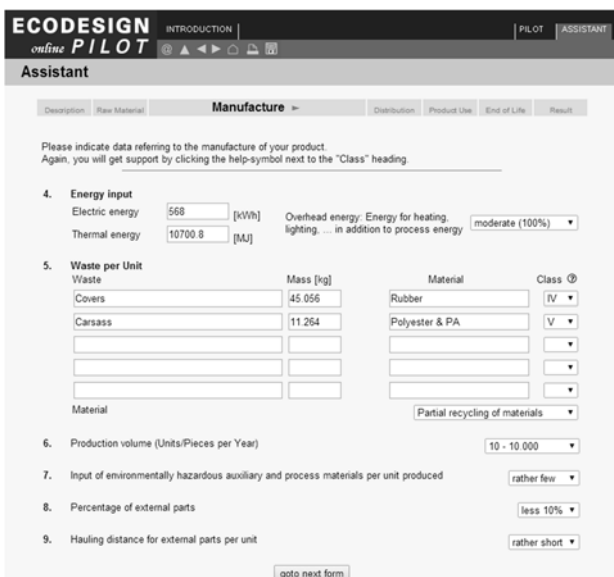 ECODESIGN INTRODUCTION PILOT ASSISTANT
online PILOT
Assistant
Description Raw Material Manufacture Distribution Product Use End of Life Result
Please indicate data referring to the manufacture of your product.
Again, you will get support by clicking the help-symbol next to the "Class" heading.
4. Energy input
Electric energy 568 [kWh] Overhead energy: Energy for heating, lighting, ... in addition to process energy moderate (100%)
Thermal energy 10700.8 [MJ]
5. Waste per Unit
Waste Mass [kg] Material Class ?
Covers 45.056 Rubber IV
Carsass 11.264 Polyester & PA V
Material Partial recycling of materials
6. Production volume (Units/Pieces per Year) 10 - 10.000
7. Input of environmentally hazardous auxiliary and process materials per unit produced rather few
8. Percentage of external parts less 10%
9. Hauling distance for external parts per unit rather short
goto next form